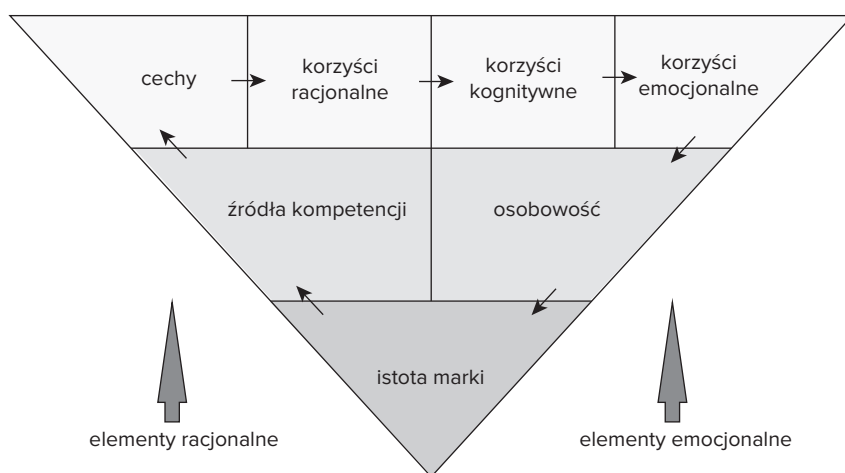 cechy
korzyści
racjonalne
korzyści
kognitywne
korzyści
emocjonalne
źródła kompetencji
osobowość
istota marki
elementy racjonalne
elementy emocjonalne